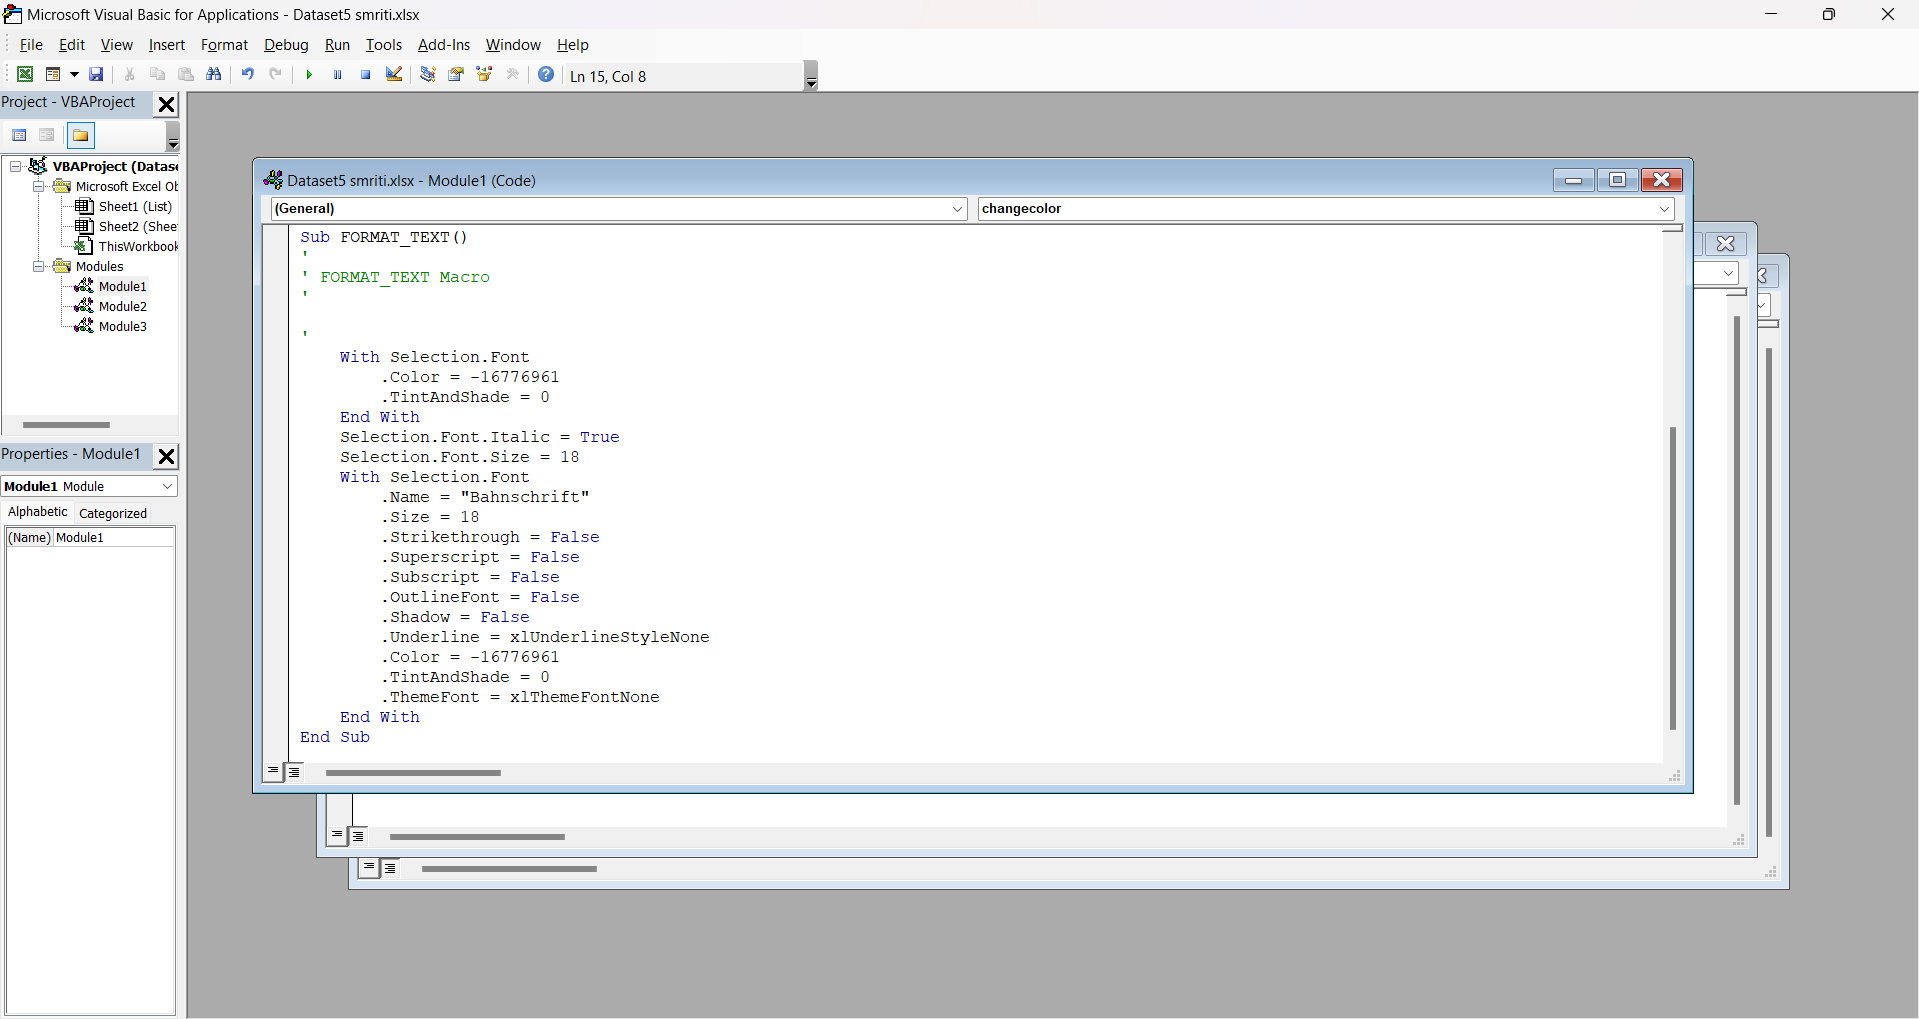 Microsoft Visual Basic for Applications - Dataset5 smriti.xlsx
File Edit View Insert Format Debug Run Tools Add-Ins Window Help
Ln 15, Col 8
Project - VBAProject
VBAProject (Datase
Microsoft Excel Ob
Sheet1 (List)
Sheet2 (Shee
ThisWorkbook
Modules
Module1
Module2
Module3
Properties - Module1
Module1 Module
Alphabetic Categorized
(Name) Module1
Dataset5 smriti.xlsx - Module1 (Code)
(General) changecolor
Sub FORMAT_TEXT()
'
' FORMAT_TEXT Macro
'
'
With Selection.Font
.Color = -16776961
.TintAndShade = 0
End With
Selection.Font.Italic = True
Selection.Font.Size = 18
With Selection.Font
.Name = "Bahnschrift"
.Size = 18
.Strikethrough = False
.Superscript = False
.Subscript = False
.OutlineFont = False
.Shadow = False
.Underline = xlUnderlineStyleNone
.Color = -16776961
.TintAndShade = 0
.ThemeFont = xlThemeFontNone
End With
End Sub